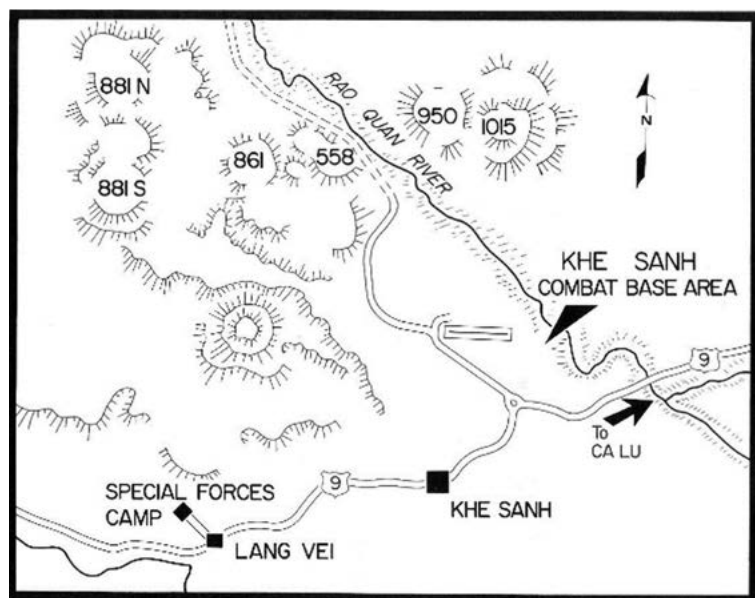 881 N
881 S
861
558
RAO QUAN RIVER
950
1015
N
KHE SANH
COMBAT BASE AREA
9
To
CA LU
9
KHE SANH
SPECIAL FORCES
CAMP
LANG VEI